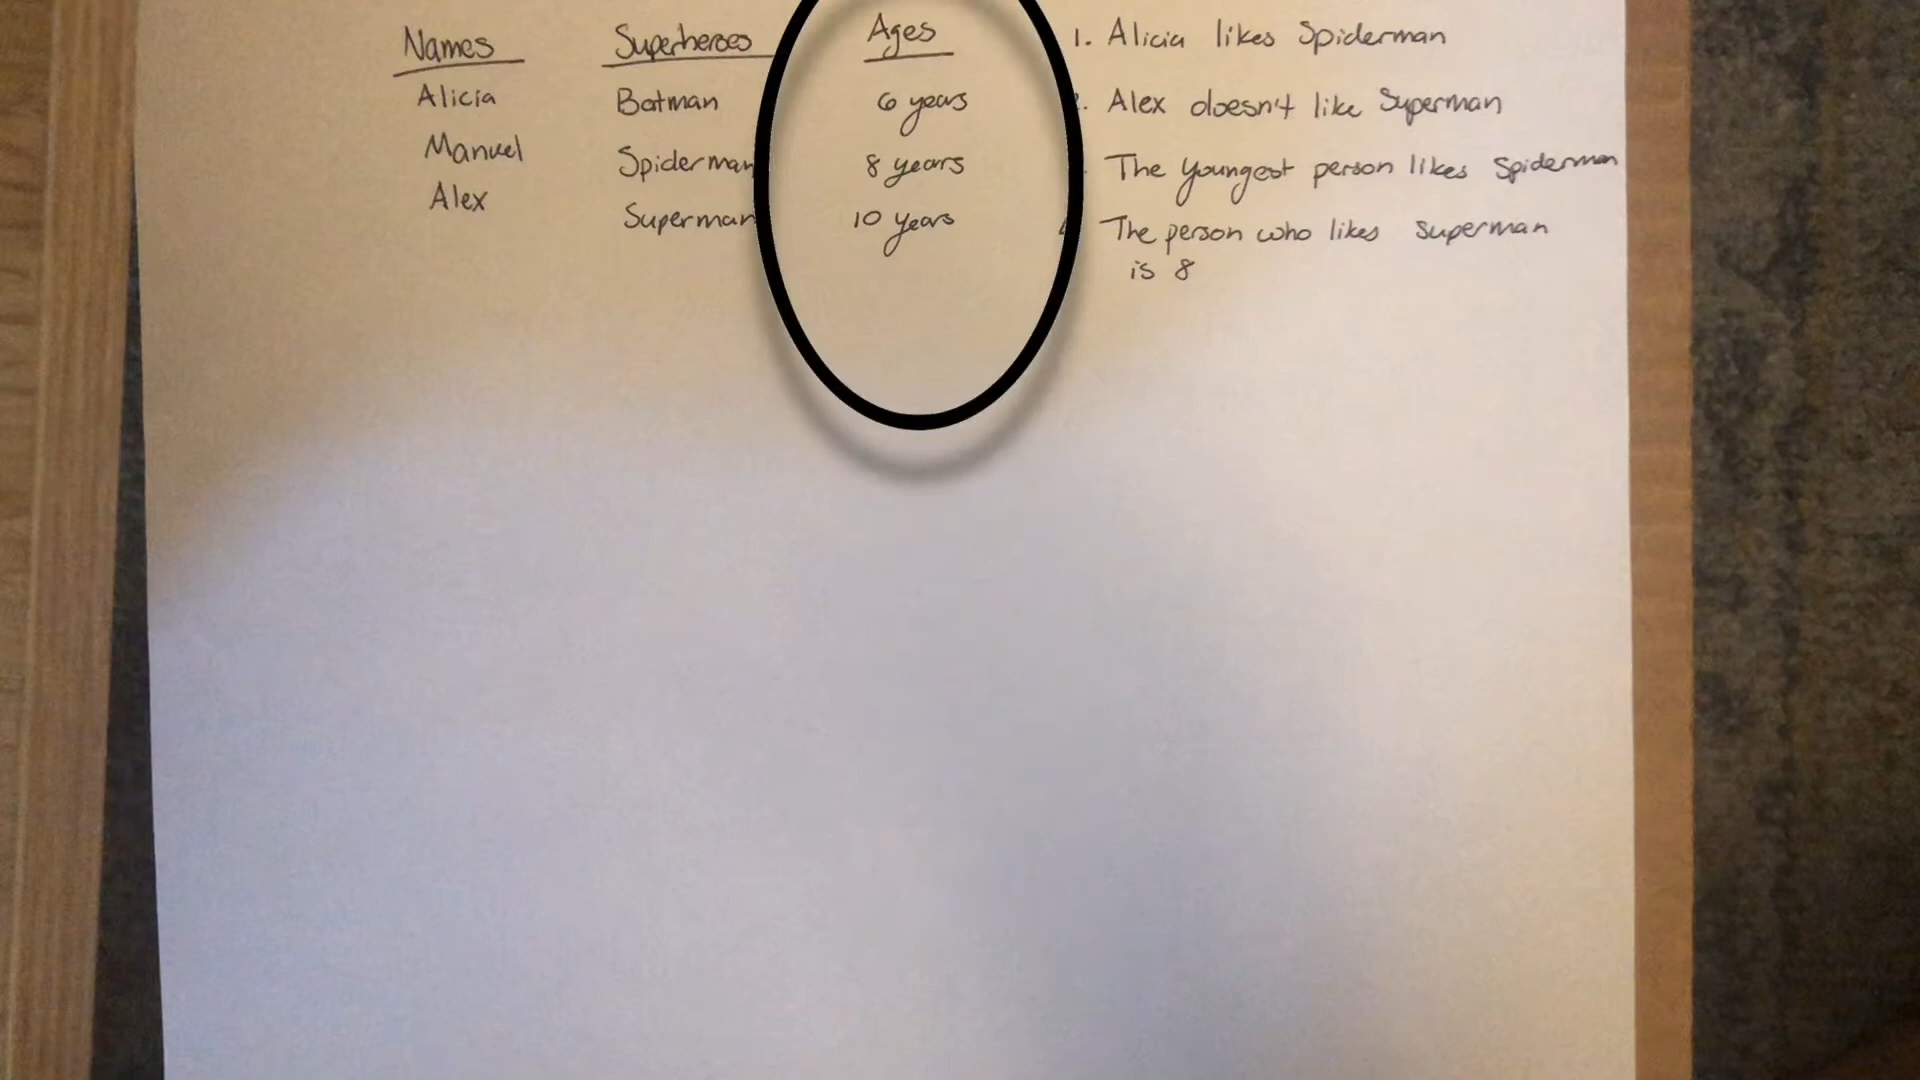 Names
Alicia
Manuel
Alex
Superheroes
Batman
Spiderman
Superman
Ages
6 years
8 years
10 years
1. Alicia likes Spiderman
Alex doesn't like Superman
The youngest person likes Spiderman
The person who likes superman
is 8